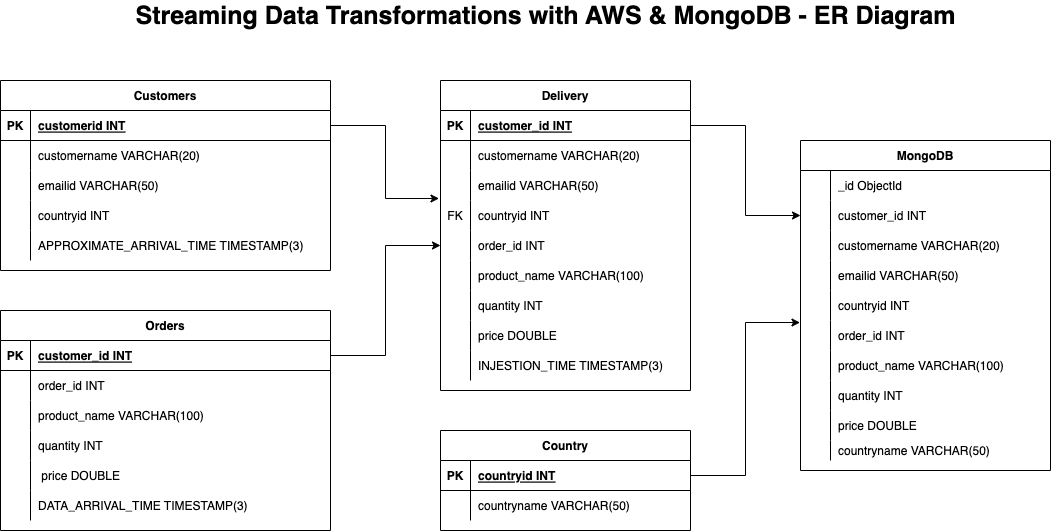 Streaming Data Transformations with AWS & MongoDB - ER Diagram
Customers
PK customerid INT
customername VARCHAR(20)
emailid VARCHAR(50)
countryid INT
APPROXIMATE_ARRIVAL_TIME TIMESTAMP(3)
Orders
PK customer_id INT
order_id INT
product_name VARCHAR(100)
quantity INT
price DOUBLE
DATA_ARRIVAL_TIME TIMESTAMP(3)
Delivery
PK customer_id INT
customername VARCHAR(20)
emailid VARCHAR(50)
FK countryid INT
order_id INT
product_name VARCHAR(100)
quantity INT
price DOUBLE
INJESTION_TIME TIMESTAMP(3)
Country
PK countryid INT
countryname VARCHAR(50)
MongoDB
_id ObjectId
customer_id INT
customername VARCHAR(20)
emailid VARCHAR(50)
countryid INT
order_id INT
product_name VARCHAR(100)
quantity INT
price DOUBLE
countryname VARCHAR(50)